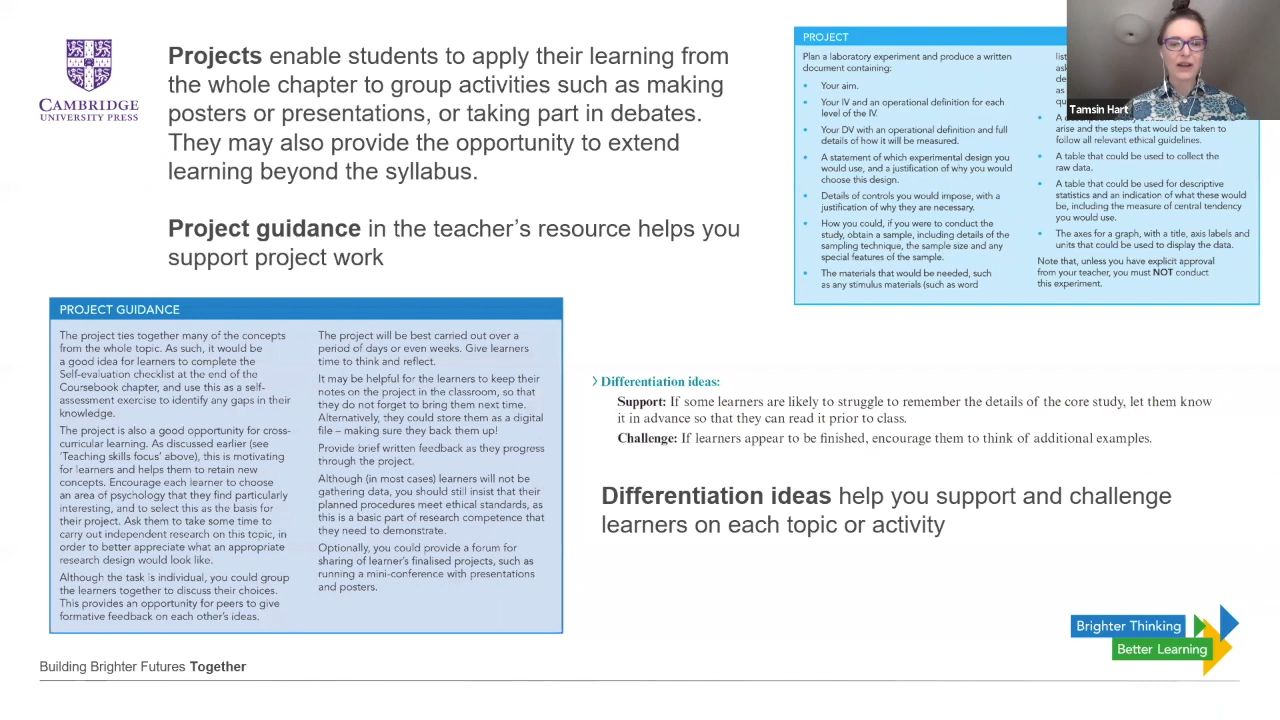 CAMBRIDGE
UNIVERSITY PRESS
Projects enable students to apply their learning from
the whole chapter to group activities such as making
posters or presentations, or taking part in debates.
They may also provide the opportunity to extend
learning beyond the syllabus.
Project guidance in the teacher’s resource helps you
support project work
PROJECT
Plan a laboratory experiment and produce a written
document containing:
• Your aim.
• Your IV and an operational definition for each
level of the IV.
• Your DV with an operational definition and full
details of how it will be measured.
• A statement of which experimental design you
would use, and a justification of why you would
choose this design.
• Details of controls you would impose, with a
justification of why they are necessary.
• How you could, if you were to conduct the
study, obtain a sample, including details of the
sampling technique, the sample size and any
special features of the sample.
• The materials that would be needed, such
as any stimulus materials (such as word
as
arise and the steps that would be taken to
follow all relevant ethical guidelines.
• A table that could be used to collect the
raw data.
• A table that could be used for descriptive
statistics and an indication of what these would
be, including the measure of central tendency
you would use.
• The axes for a graph, with a title, axis labels and
units that could be used to display the data.
Note that, unless you have explicit approval
from your teacher, you must NOT conduct
this experiment.
Tamsin Hart
PROJECT GUIDANCE
The project ties together many of the concepts
from the whole topic. As such, it would be
a good idea for learners to complete the
Self-evaluation checklist at the end of the
Coursebook chapter, and use this as a self-
assessment exercise to identify any gaps in their
knowledge.
The project is also a good opportunity for cross-
curricular learning. As discussed earlier (see
‘Teaching skills focus’ above), this is motivating
for learners and helps them to retain new
concepts. Encourage each learner to choose
an area of psychology that they find particularly
interesting, and to select this as the basis for
their project. Ask them to take some time to
carry out independent research on this topic, in
order to better appreciate what an appropriate
research design would look like.
Although the task is individual, you could group
the learners together to discuss their choices.
This provides an opportunity for peers to give
formative feedback on each other’s ideas.
The project will be best carried out over a
period of days or even weeks. Give learners
time to think and reflect.
It may be helpful for the learners to keep their
notes on the project in the classroom, so that
they do not forget to bring them next time.
Alternatively, they could store them as a digital
file – making sure they back them up!
Provide brief written feedback as they progress
through the project.
Although (in most cases) learners will not be
gathering data, you should still insist that their
planned procedures meet ethical standards, as
this is a basic part of research competence that
they need to demonstrate.
Optionally, you could provide a forum for
sharing of learner’s finalised projects, such as
running a mini-conference with presentations
and posters.
Differentiation ideas:
Support: If some learners are likely to struggle to remember the details of the core study, let them know
it in advance so that they can read it prior to class.
Challenge: If learners appear to be finished, encourage them to think of additional examples.
Differentiation ideas help you support and challenge
learners on each topic or activity
Brighter Thinking
Better Learning
Building Brighter Futures Together